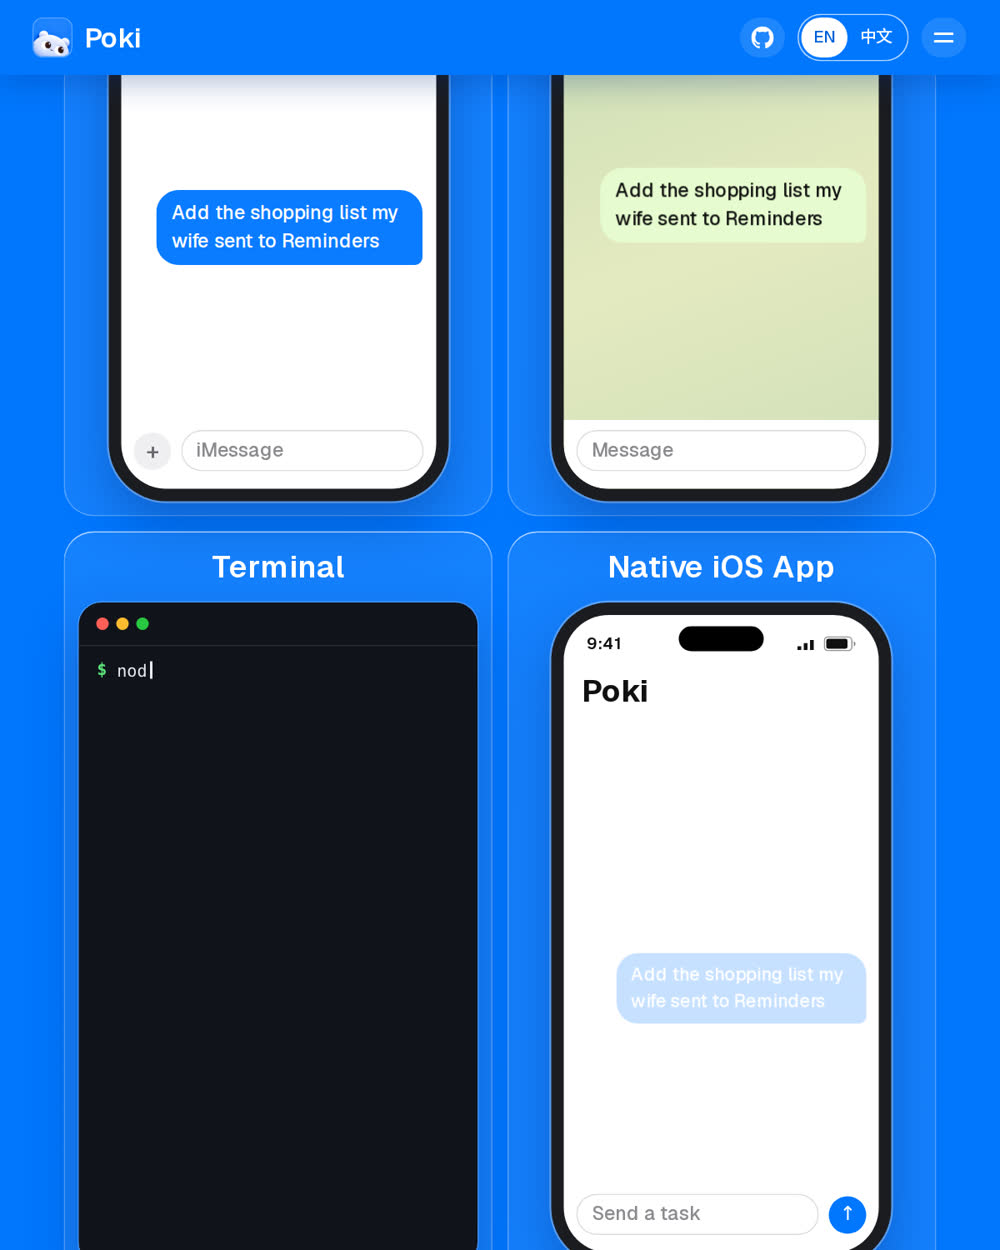 Poki
EN
中文
Add the shopping list my
wife sent to Reminders
+
iMessage
Add the shopping list my
wife sent to Reminders
Message
Terminal
$ nod
Native iOS App
9:41
Poki
Add the shopping list my
wife sent to Reminders
Send a task
↑